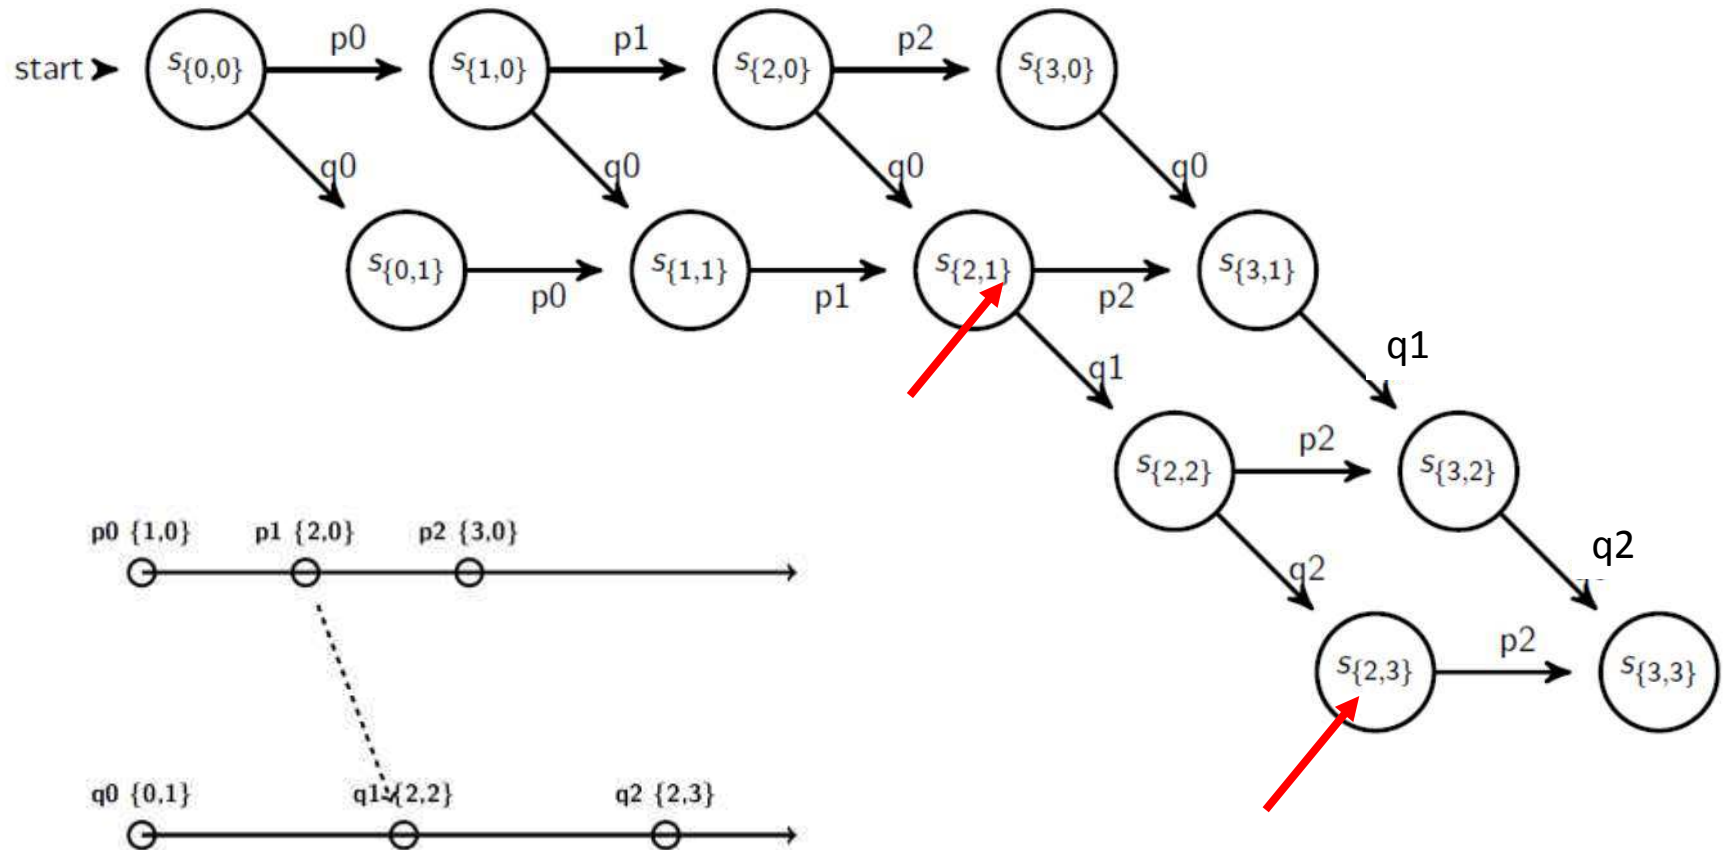 p0 p1 p2
start S{0,0} S{1,0} S{2,0} S{3,0}
q0 q0 q0 q0
S{0,1} S{1,1} S{2,1} S{3,1}
p0 p1 p2
q1 q1
p2
S{2,2} S{3,2}
p0 {1,0} p1 {2,0} p2 {3,0}
q2 q2
p2
S{2,3} S{3,3}
q0 {0,1} q1 {2,2} q2 {2,3}